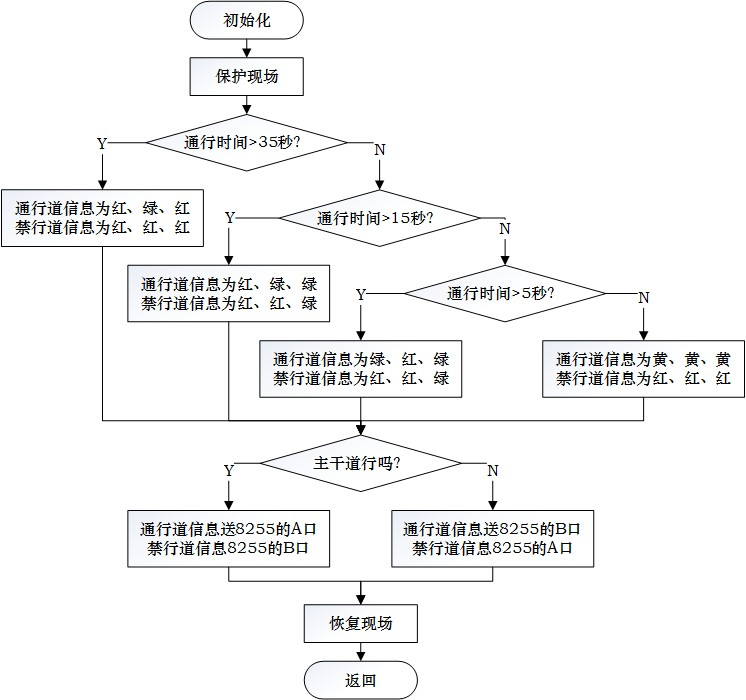 初始化
保护现场
通行时间>35秒?
Y
N
通行道信息为红、绿、红
禁行道信息为红、红、红
通行时间>15秒?
Y
N
通行道信息为红、绿、绿
禁行道信息为红、红、绿
通行时间>5秒?
Y
N
通行道信息为绿、红、绿
禁行道信息为红、红、绿
通行道信息为黄、黄、黄
禁行道信息为红、红、红
主干道行吗?
Y
N
通行道信息送8255的A口
禁行道信息8255的B口
通行道信息送8255的B口
禁行道信息8255的A口
恢复现场
返回